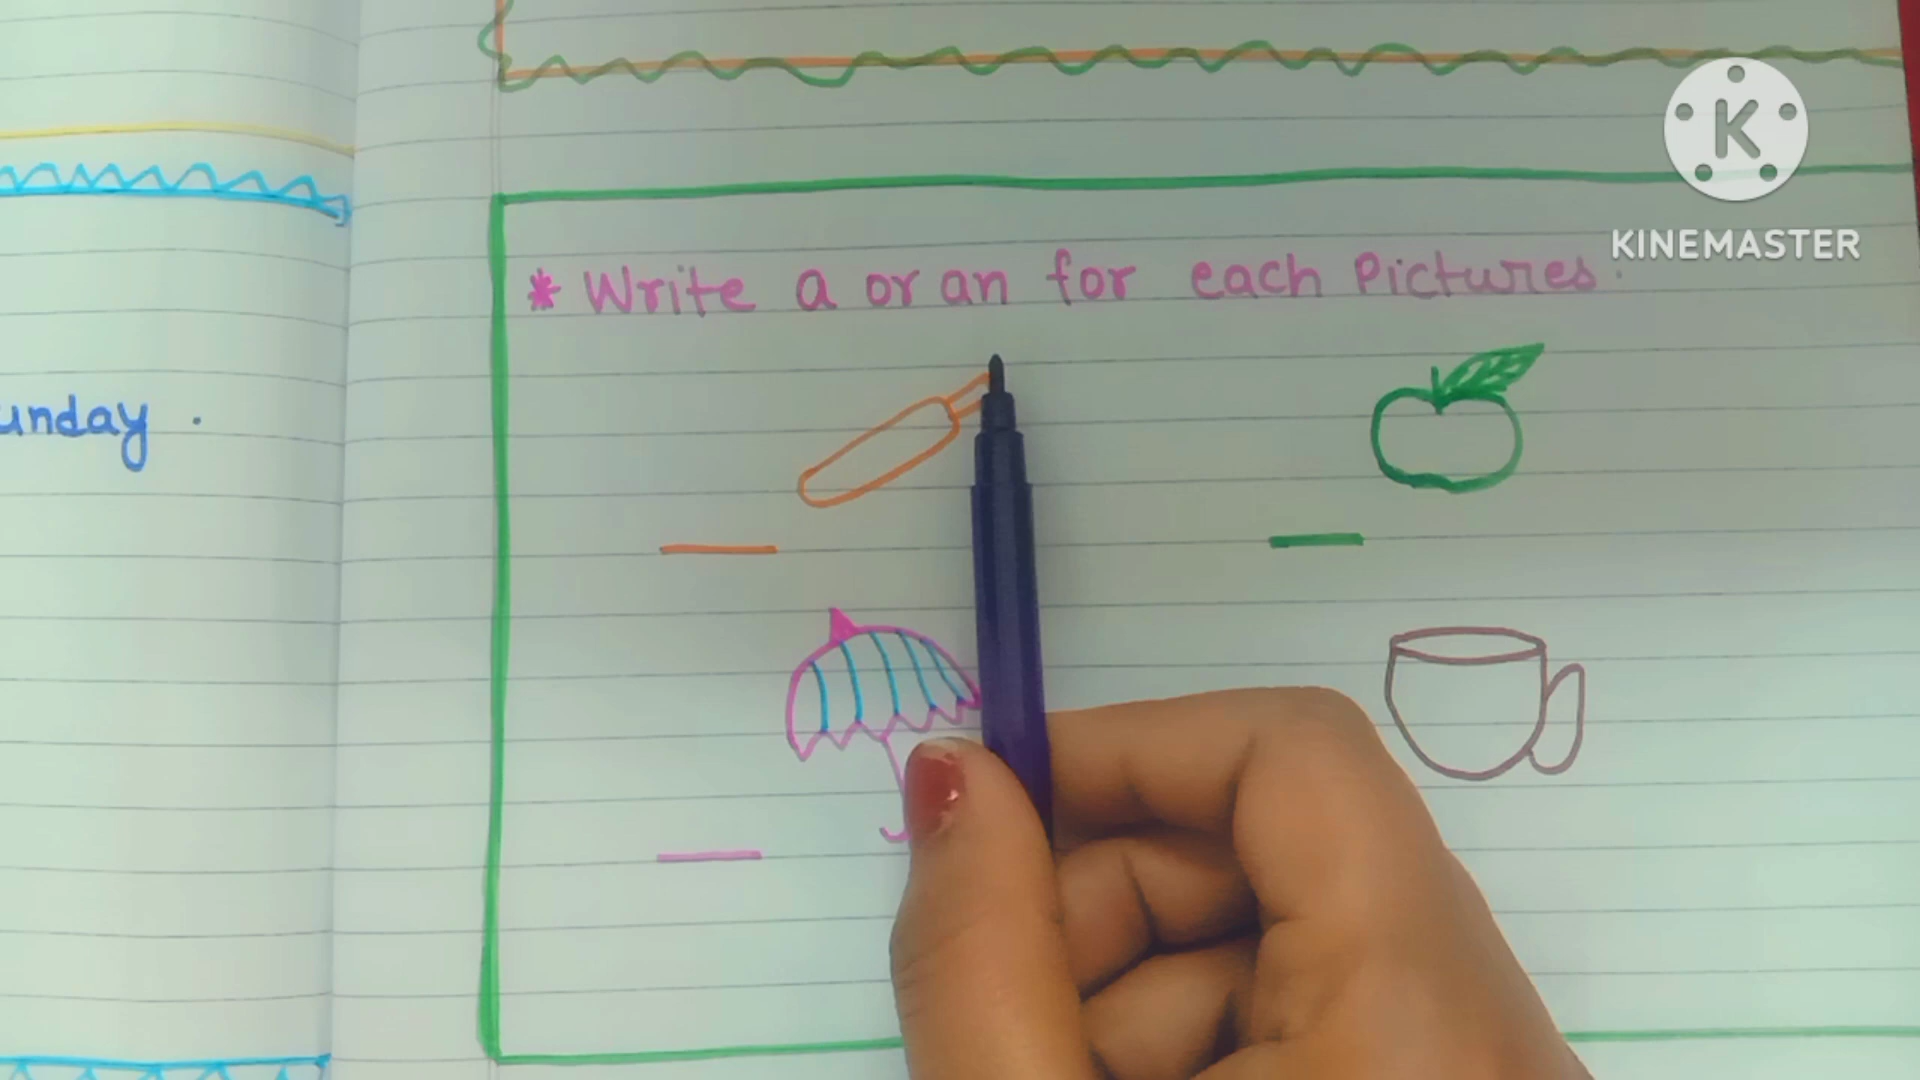 * Write a or an for each Pictures.
unday .
K
KINEMASTER